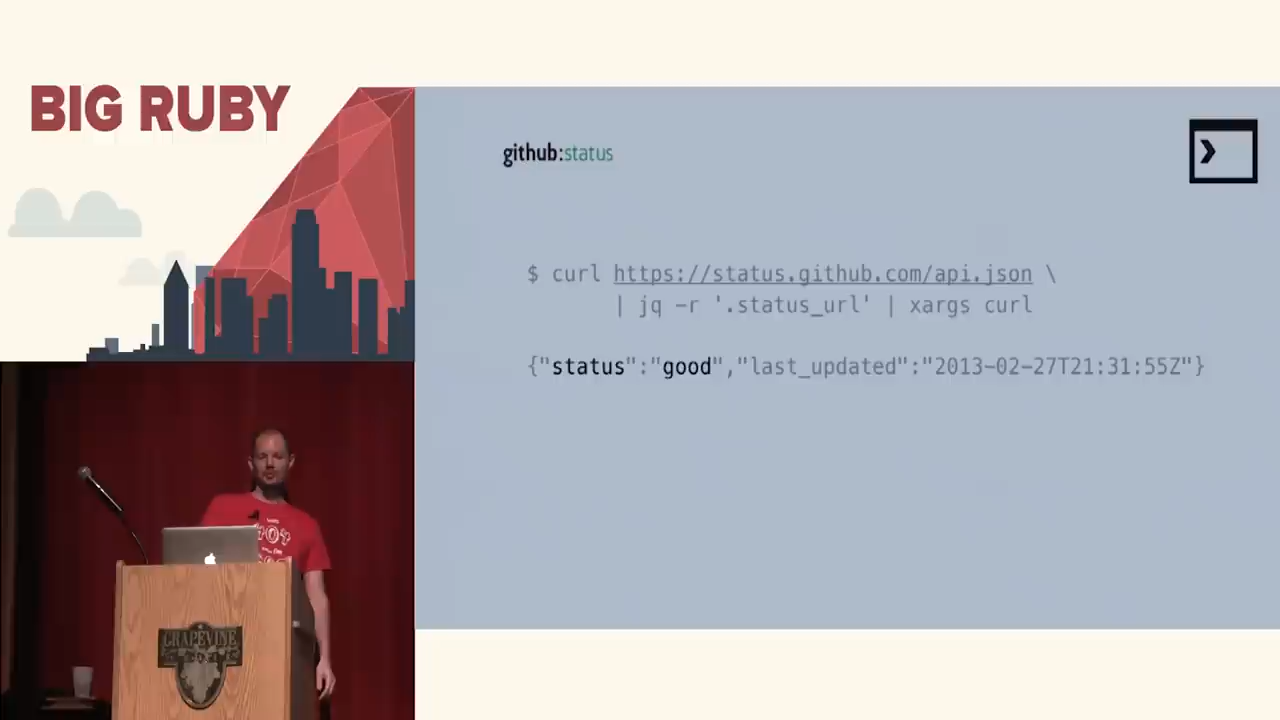 BIG RUBY
github:status
$ curl https://status.github.com/api.json \
| jq -r '.status_url' | xargs curl
{"status":"good","last_updated":"2013-02-27T21:31:55Z"}
GRAPEVINE